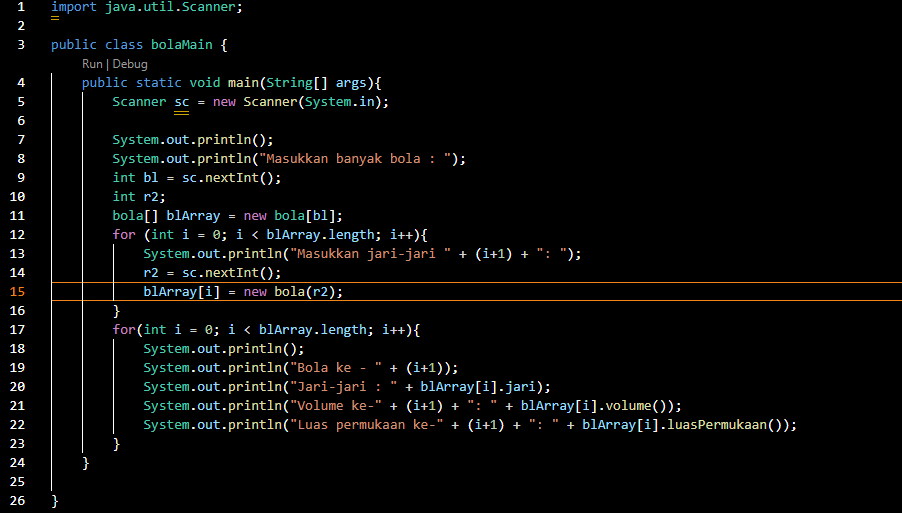 1 import java.util.Scanner;
2
3 public class bolaMain {
Run | Debug
4 public static void main(String[] args){
5 Scanner sc = new Scanner(System.in);
6
7 System.out.println();
8 System.out.println("Masukkan banyak bola : ");
9 int bl = sc.nextInt();
10 int r2;
11 bola[] blArray = new bola[bl];
12 for (int i = 0; i < blArray.length; i++){
13 System.out.println("Masukkan jari-jari " + (i+1) + ": ");
14 r2 = sc.nextInt();
15 blArray[i] = new bola(r2);
16 }
17 for(int i = 0; i < blArray.length; i++){
18 System.out.println();
19 System.out.println("Bola ke - " + (i+1));
20 System.out.println("Jari-jari : " + blArray[i].jari);
21 System.out.println("Volume ke-" + (i+1) + ": " + blArray[i].volume());
22 System.out.println("Luas permukaan ke-" + (i+1) + ": " + blArray[i].luasPermukaan());
23 }
24 }
25
26 }